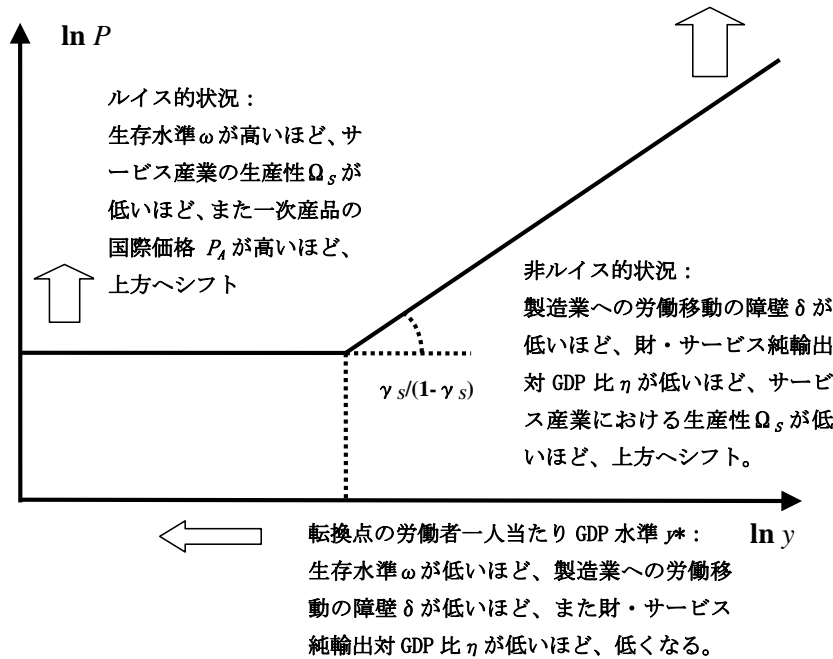 ln P
ルイス的状況：
生存水準ωが高いほど、サ
ービス産業の生産性Ωsが
低いほど、また一次産品の
国際価格 PAが高いほど、
上方へシフト
非ルイス的状況：
製造業への労働移動の障壁δが
低いほど、財・サービス純輸出
対 GDP 比ηが低いほど、サービ
ス産業における生産性Ωsが低
いほど、上方へシフト。
γs/(1-γs)
ln y
転換点の労働者一人当たり GDP 水準 y*：
生存水準ωが低いほど、製造業への労働移
動の障壁δが低いほど、また財・サービス
純輸出対 GDP 比ηが低いほど、低くなる。